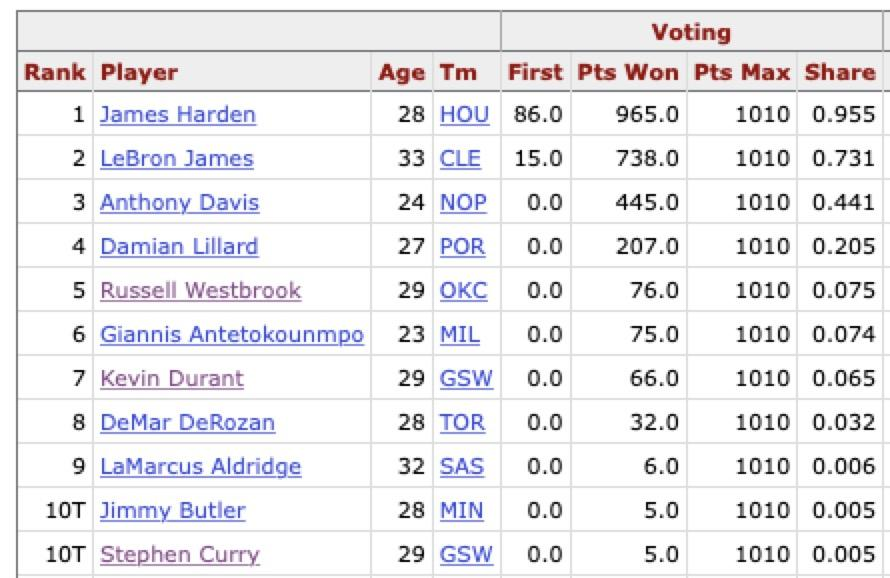 Voting
Rank Player Age Tm First Pts Won Pts Max Share
1 James Harden 28 HOU 86.0 965.0 1010 0.955
2 LeBron James 33 CLE 15.0 738.0 1010 0.731
3 Anthony Davis 24 NOP 0.0 445.0 1010 0.441
4 Damian Lillard 27 POR 0.0 207.0 1010 0.205
5 Russell Westbrook 29 OKC 0.0 76.0 1010 0.075
6 Giannis Antetokounmpo 23 MIL 0.0 75.0 1010 0.074
7 Kevin Durant 29 GSW 0.0 66.0 1010 0.065
8 DeMar DeRozan 28 TOR 0.0 32.0 1010 0.032
9 LaMarcus Aldridge 32 SAS 0.0 6.0 1010 0.006
10T Jimmy Butler 28 MIN 0.0 5.0 1010 0.005
10T Stephen Curry 29 GSW 0.0 5.0 1010 0.005